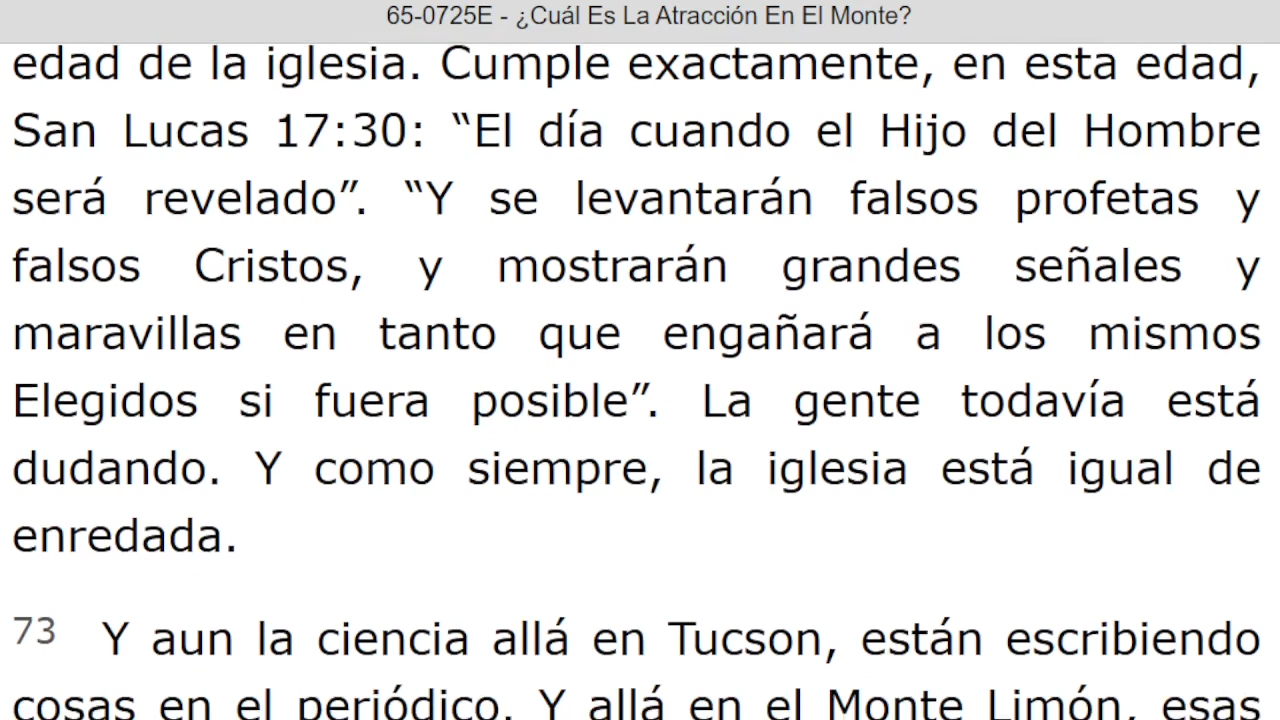 65-0725E - ¿Cuál Es La Atracción En El Monte?
edad de la iglesia. Cumple exactamente, en esta edad,
San Lucas 17:30: “El día cuando el Hijo del Hombre
será revelado”. “Y se levantarán falsos profetas y
falsos Cristos, y mostrarán grandes señales y
maravillas en tanto que engañará a los mismos
Elegidos si fuera posible”. La gente todavía está
dudando. Y como siempre, la iglesia está igual de
enredada.
73 Y aun la ciencia allá en Tucson, están escribiendo
cosas en el periódico. Y allá en el Monte Limón, esas